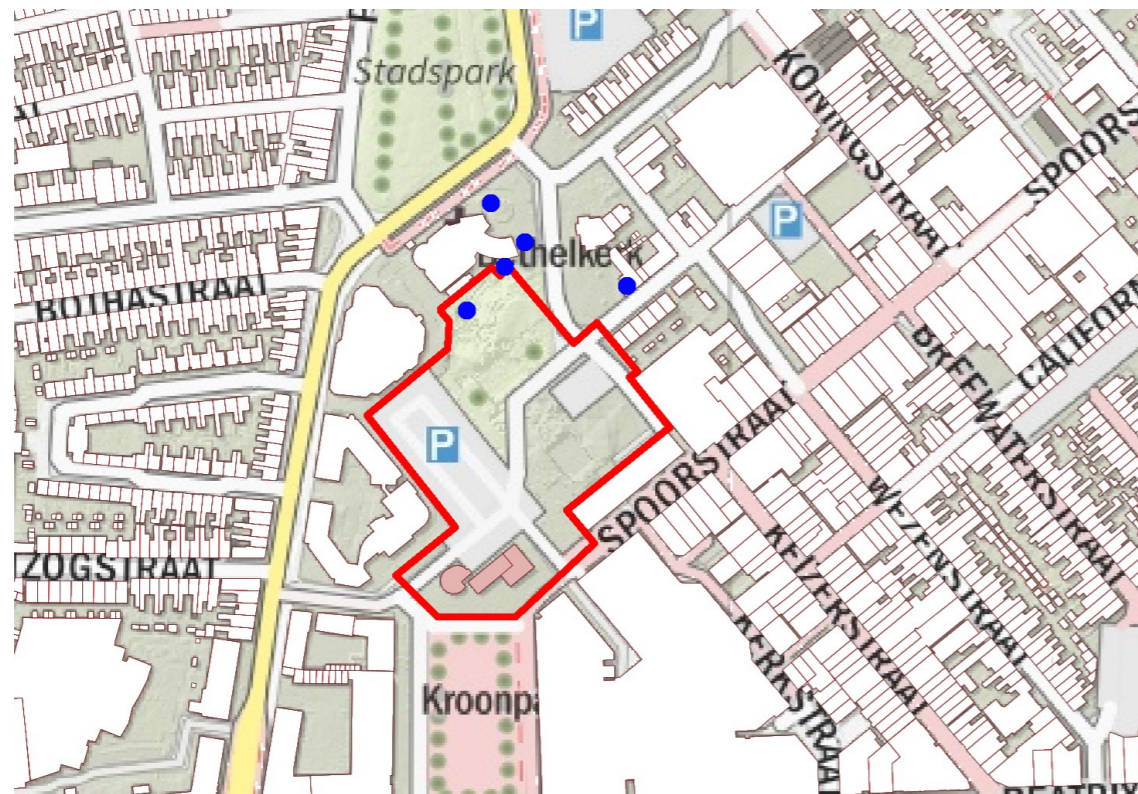 P
Stadspark
KONINGSTRAAT
SPOORS
P
BOTHASTRAAT
CALIFORN
BREEWATERSTRAAT
P
SPOORSTRAAT
WEZENSTRAAT
ZOGSTRAAT
KEIZERSTRAAT
KERKSTRAAT
Kroonpa
BEATRIX